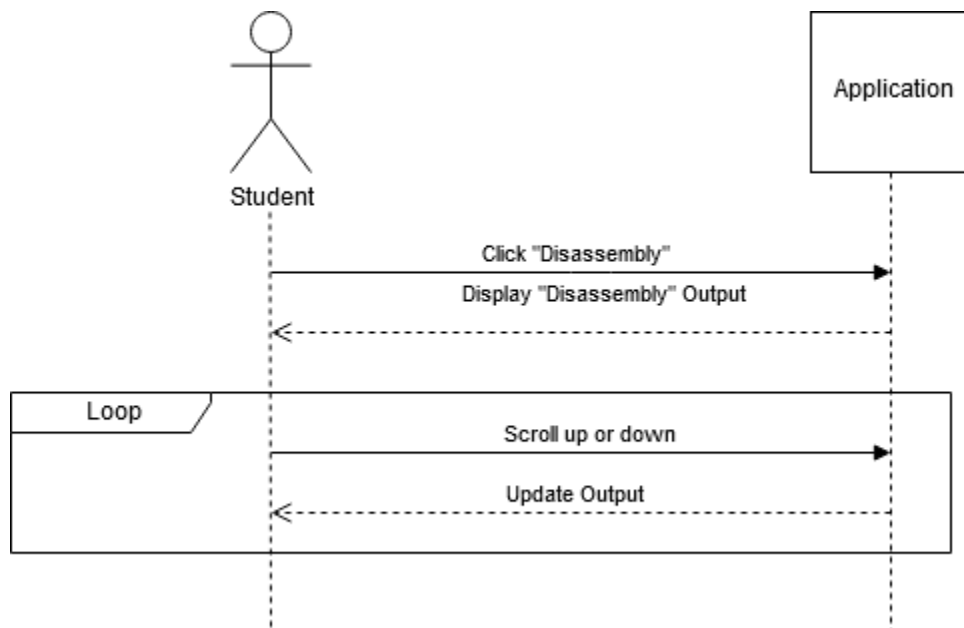 Application
Student
Click "Disassembly"
Display "Disassembly" Output
Loop
Scroll up or down
Update Output